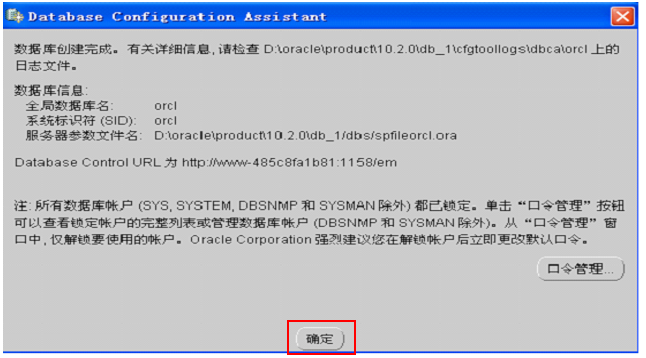 Database Configuration Assistant
数据库创建完成。有关详细信息,请检查 D:\oracle\product\10.2.0\db_1\cfgtoollogs\dbca\orcl 上的
日志文件。
数据库信息:
全局数据库名: orcl
系统标识符 (SID): orcl
服务器参数文件名: D:\oracle\product\10.2.0\db_1/dbs/spfileorcl.ora
Database Control URL 为 http://www-485c8fa1b81:1158/em
注: 所有数据库帐户 (SYS, SYSTEM, DBSNMP 和 SYSMAN 除外) 都已锁定。单击 “口令管理” 按钮
可以查看锁定帐户的完整列表或管理数据库帐户 (DBSNMP 和 SYSMAN 除外)。从 “口令管理” 窗
口中, 仅解锁要使用的帐户。Oracle Corporation 强烈建议您在解锁帐户后立即更改默认口令。
口令管理...
确定